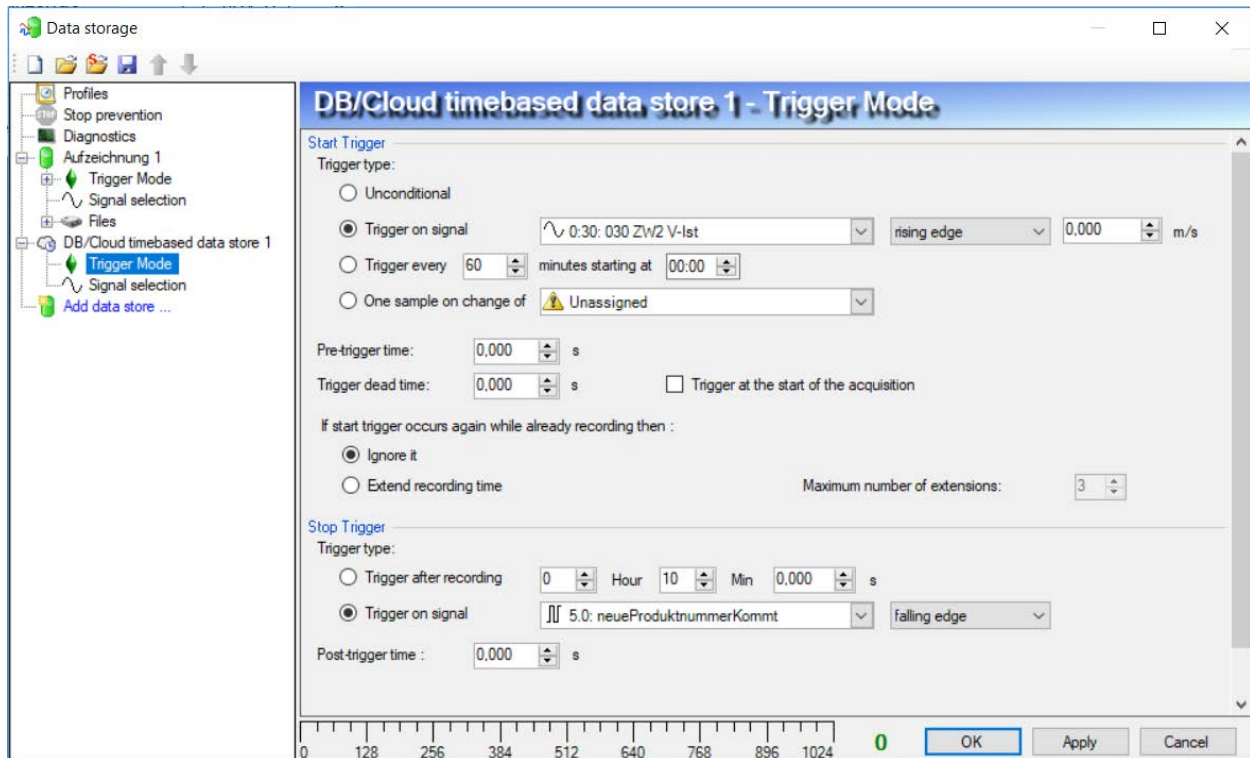 Data storage
Profiles
STOP Stop prevention
Diagnostics
Aufzeichnung 1
Trigger Mode
Signal selection
Files
DB/Cloud timebased data store 1
Trigger Mode
Signal selection
Add data store ...
DB/Cloud timebased data store 1 - Trigger Mode
Start Trigger
Trigger type:
Unconditional
Trigger on signal 0:30: 030 ZW2 V-Ist rising edge 0,000 m/s
Trigger every 60 minutes starting at 00:00
One sample on change of Unassigned
Pre-trigger time: 0,000 s
Trigger dead time: 0,000 s Trigger at the start of the acquisition
If start trigger occurs again while already recording then :
Ignore it
Extend recording time Maximum number of extensions: 3
Stop Trigger
Trigger type:
Trigger after recording 0 Hour 10 Min 0,000 s
Trigger on signal 5.0: neueProduktnummerKommt falling edge
Post-trigger time : 0,000 s
0 128 256 384 512 640 768 896 1024 0 OK Apply Cancel